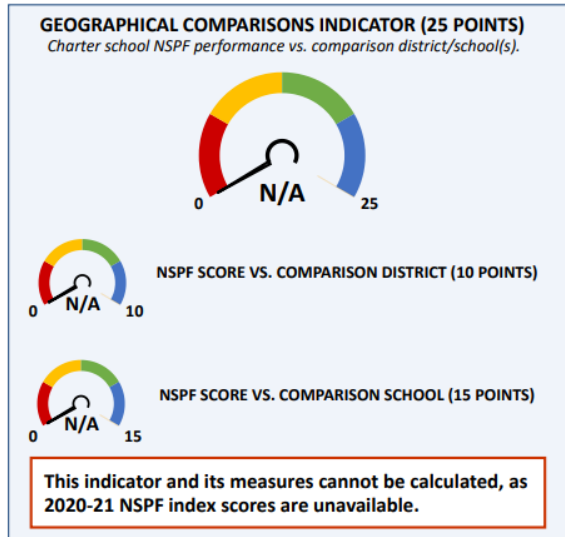 GEOGRAPHICAL COMPARISONS INDICATOR (25 POINTS)
Charter school NSPF performance vs. comparison district/school(s).
N/A
0 25
NSPF SCORE VS. COMPARISON DISTRICT (10 POINTS)
N/A
0 10
NSPF SCORE VS. COMPARISON SCHOOL (15 POINTS)
N/A
0 15
This indicator and its measures cannot be calculated, as
2020-21 NSPF index scores are unavailable.